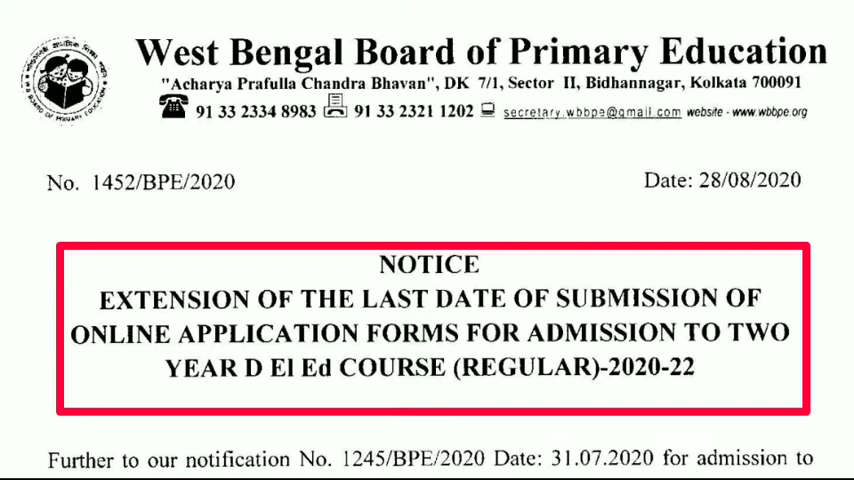 West Bengal Board of Primary Education
"Acharya Prafulla Chandra Bhavan", DK 7/1, Sector II, Bidhannagar, Kolkata 700091
91 33 2334 8983 91 33 2321 1202 secretary.wbbpe@gmail.com website - www.wbbpe.org
No. 1452/BPE/2020 Date: 28/08/2020
NOTICE
EXTENSION OF THE LAST DATE OF SUBMISSION OF
ONLINE APPLICATION FORMS FOR ADMISSION TO TWO
YEAR D El Ed COURSE (REGULAR)-2020-22
Further to our notification No. 1245/BPE/2020 Date: 31.07.2020 for admission to